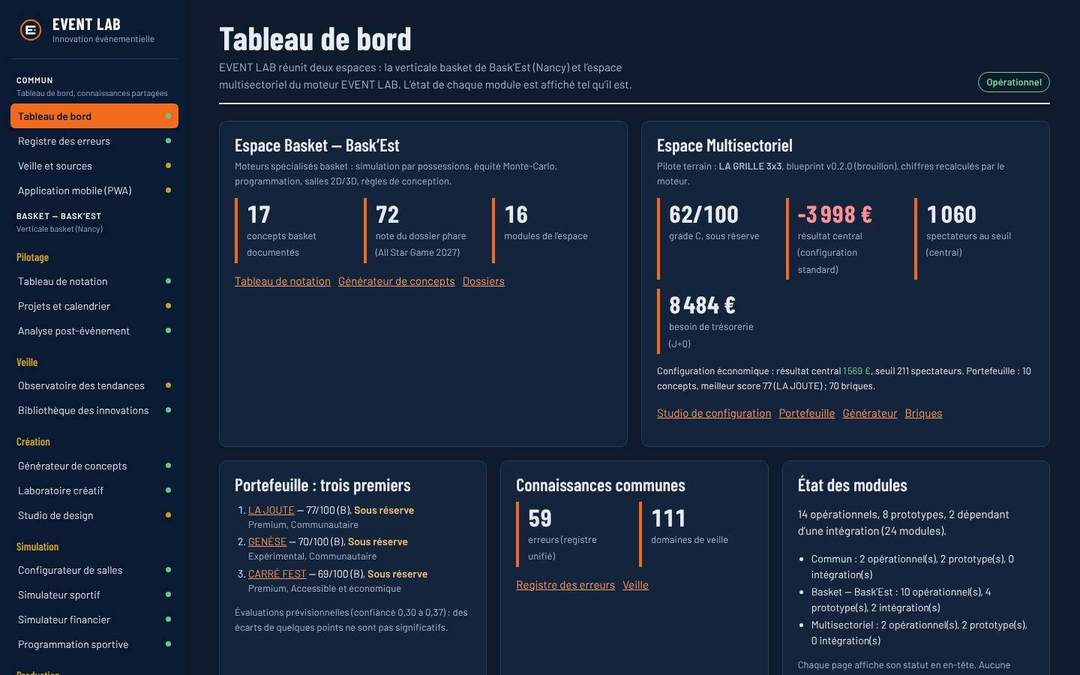 EVENT LAB
Innovation événementielle
COMMUN
Tableau de bord, connaissances partagées
Tableau de bord
Registre des erreurs
Veille et sources
Application mobile (PWA)
BASKET — BASK'EST
Verticale basket (Nancy)
Pilotage
Tableau de notation
Projets et calendrier
Analyse post-événement
Veille
Observatoire des tendances
Bibliothèque des innovations
Création
Générateur de concepts
Laboratoire créatif
Studio de design
Simulation
Configurateur de salles
Simulateur sportif
Simulateur financier
Programmation sportive
Production
Tableau de bord
EVENT LAB réunit deux espaces : la verticale basket de Bask'Est (Nancy) et l'espace
multisectoriel du moteur EVENT LAB. L'état de chaque module est affiché tel qu'il est.
Opérationnel
Espace Basket — Bask'Est
Moteurs spécialisés basket : simulation par possessions, équité Monte-Carlo,
programmation, salles 2D/3D, règles de conception.
17
concepts basket
documentés
72
note du dossier phare
(All Star Game 2027)
16
modules de l'espace
Tableau de notation Générateur de concepts Dossiers
Espace Multisectoriel
Pilote terrain : LA GRILLE 3x3, blueprint v0.2.0 (brouillon), chiffres recalculés par le
moteur.
62/100
grade C, sous réserve
-3 998 €
résultat central
(configuration
standard)
1 060
spectateurs au seuil
(central)
8 484 €
besoin de trésorerie
(J+0)
Configuration économique : résultat central 1 569 €, seuil 211 spectateurs. Portefeuille : 10
concepts, meilleur score 77 (LA JOUTE) ; 70 briques.
Studio de configuration Portefeuille Générateur Briques
Portefeuille : trois premiers
1. LA JOUTE — 77/100 (B), Sous réserve
Premium, Communautaire
2. GENÈSE — 70/100 (B), Sous réserve
Expérimental, Communautaire
3. CARRÉ FEST — 69/100 (B), Sous réserve
Premium, Accessible et économique
Évaluations prévisionnelles (confiance 0,30 à 0,37) : des
écarts de quelques points ne sont pas significatifs.
Connaissances communes
59
erreurs (registre
unifié)
111
domaines de veille
Registre des erreurs Veille
État des modules
14 opérationnels, 8 prototypes, 2 dépendant
d'une intégration (24 modules).
• Commun : 2 opérationnel(s), 2 prototype(s), 0
intégration(s)
• Basket — Bask'Est : 10 opérationnel(s), 4
prototype(s), 2 intégration(s)
• Multisectoriel : 2 opérationnel(s), 2 prototype(s),
0 intégration(s)
Chaque page affiche son statut en en-tête. Aucune